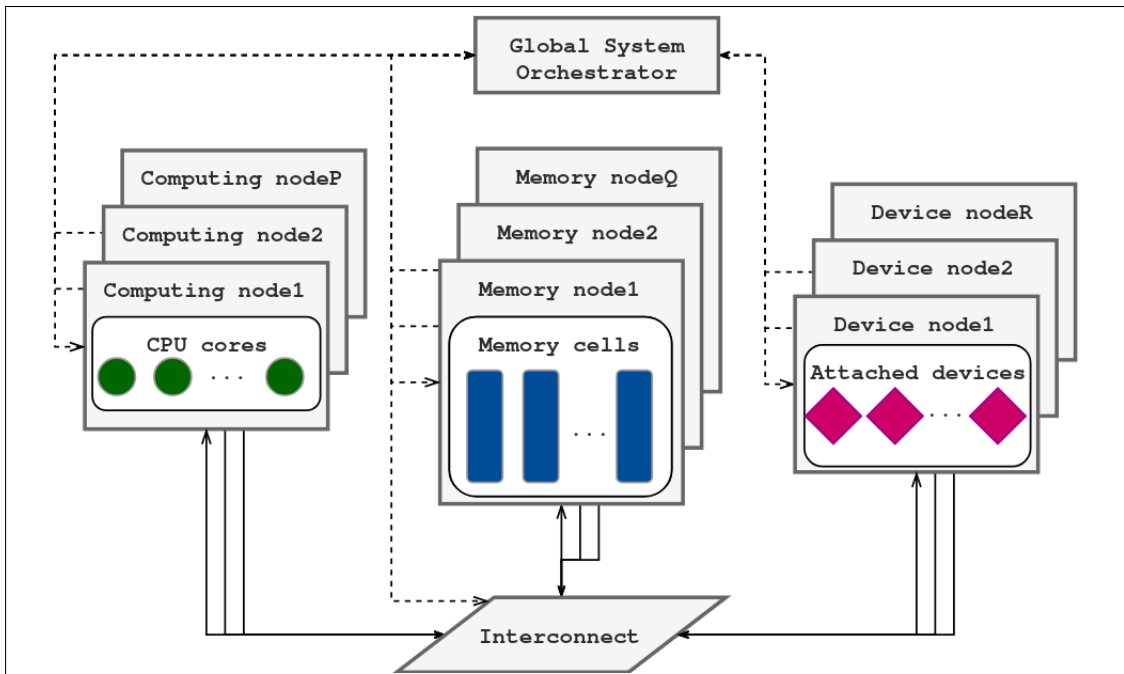 Global System
Orchestrator
Computing nodeP
Computing node2
Computing node1
CPU cores
...
Memory nodeQ
Memory node2
Memory node1
Memory cells
...
Device nodeR
Device node2
Device node1
Attached devices
...
Interconnect